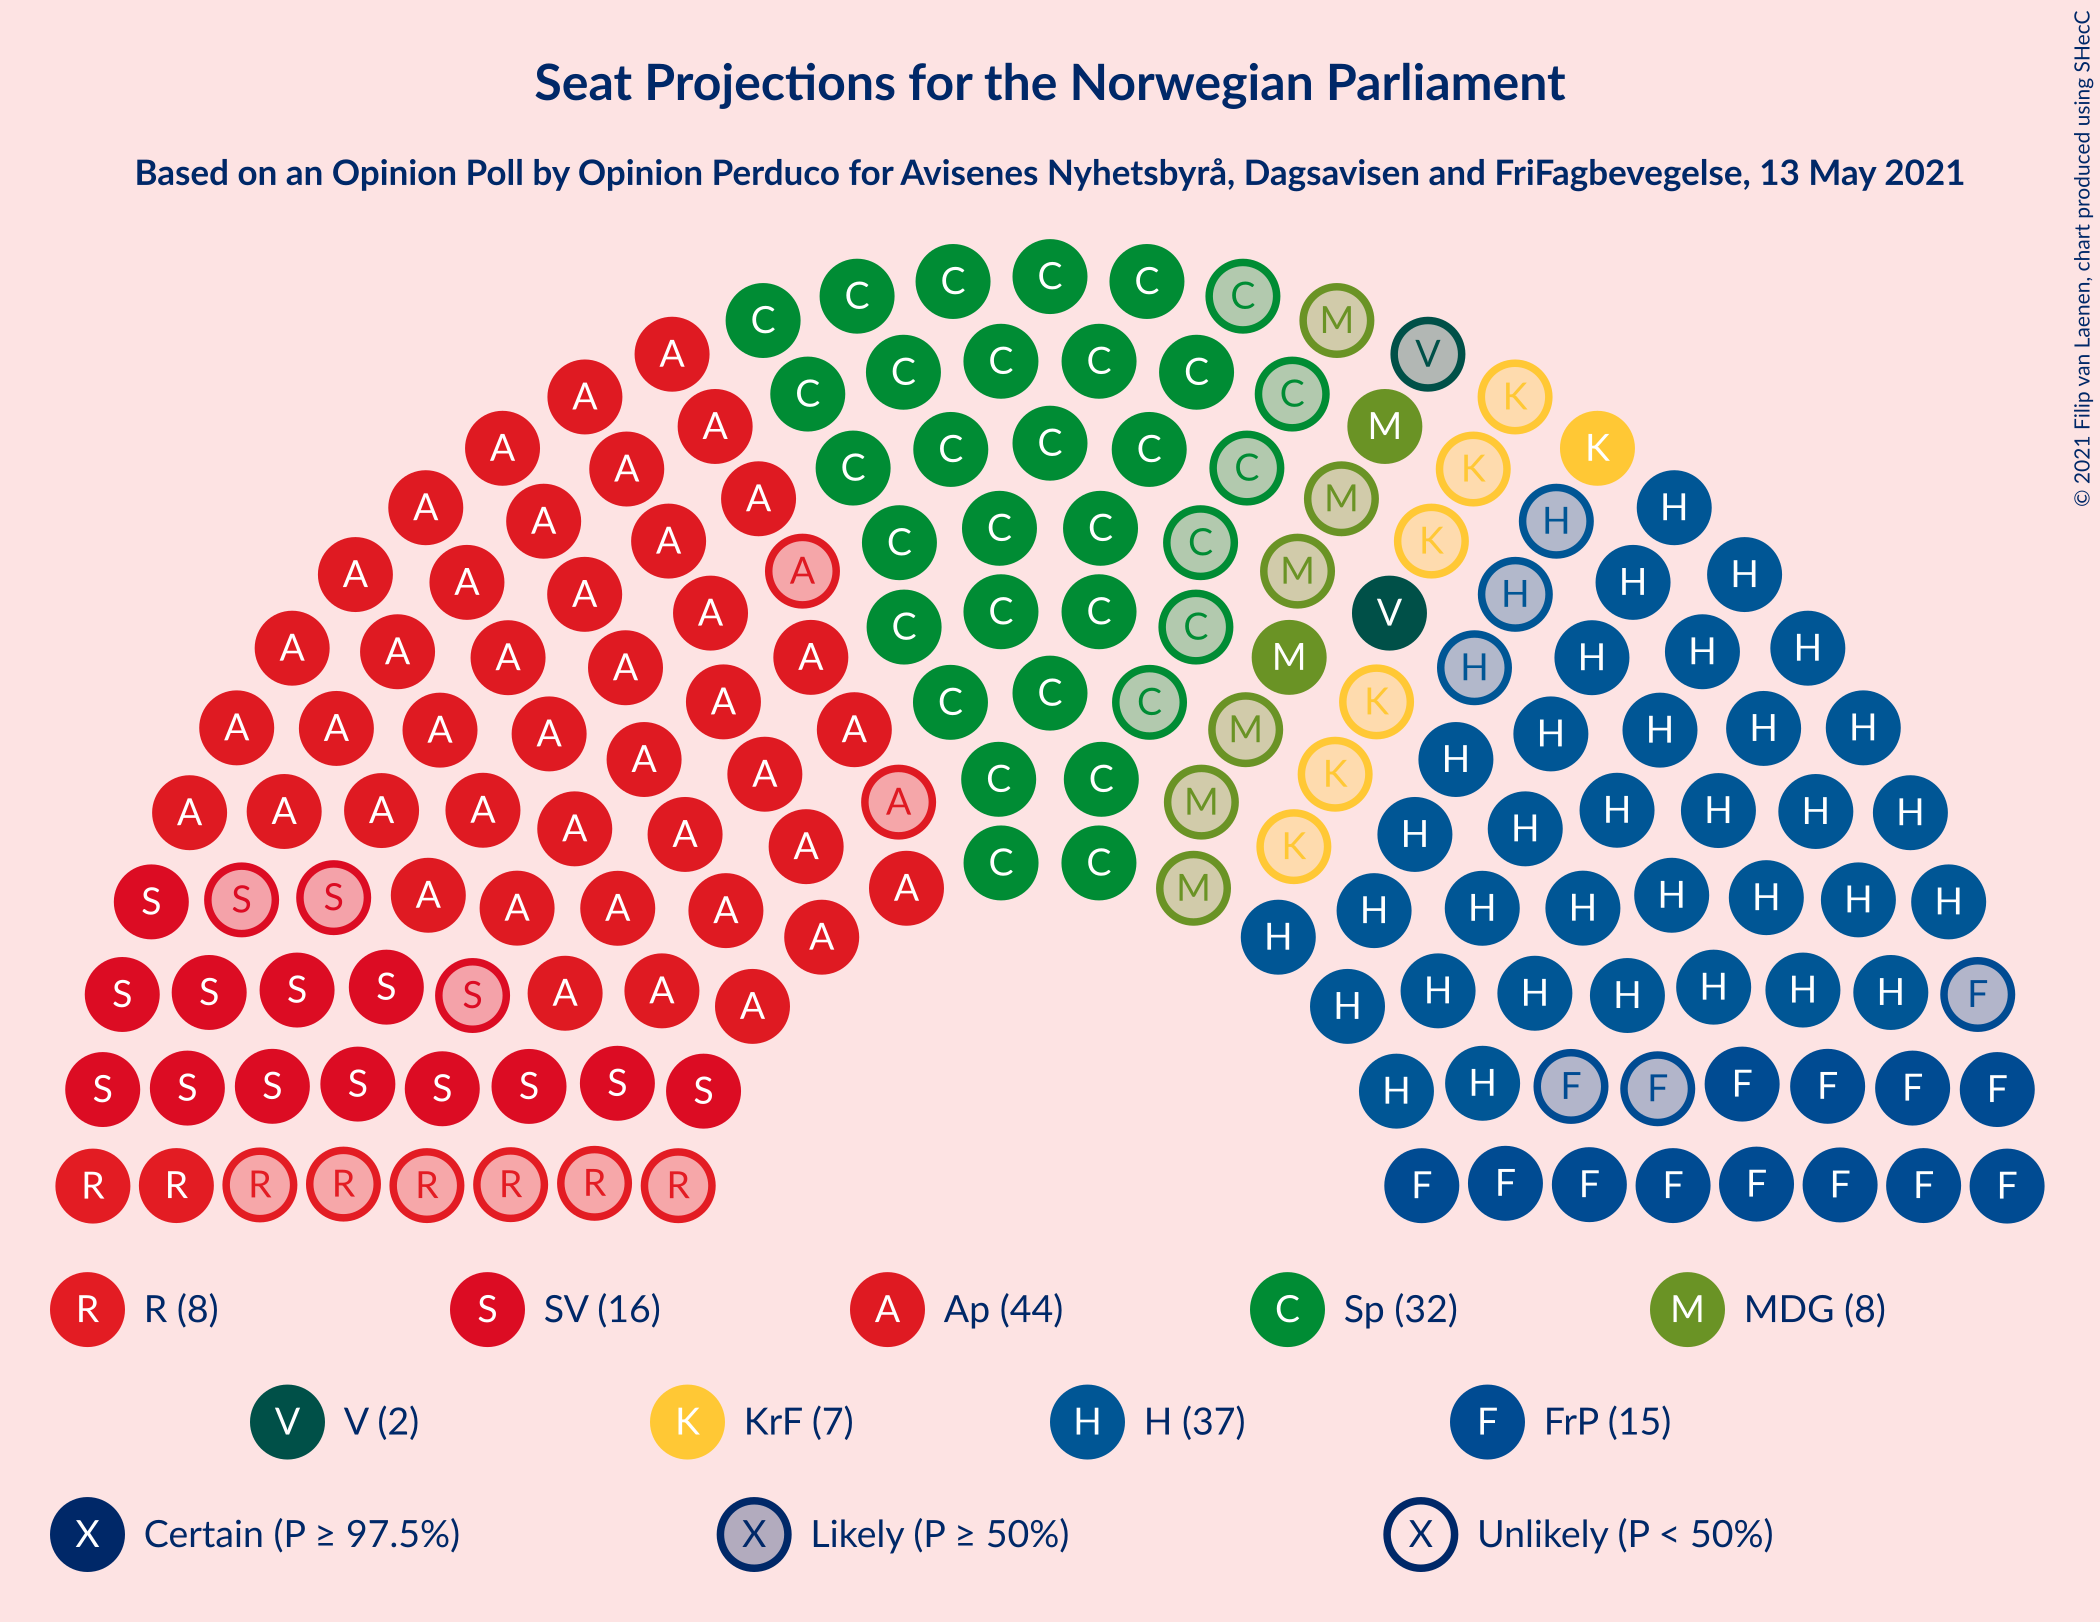 Seat Projections for the Norwegian Parliament
Based on an Opinion Poll by Opinion Perduco for Avisenes Nyhetsbyrå, Dagsavisen and FriFagbevegelse, 13 May 2021
© 2021 Filip van Laenen, chart produced using SHecC
R S S S A A A A A A A A C C C C C C M V K K H H H H H H F F F
R S S S A A A A A A A C C C C C C M K H H H H H H H F F
R S S S A A A A A A C C C C C M K H H H H H H F F
R S S A A A A A A C C C C M V H H H H H F F
R S S A A A A A C C C C M K H H H H F F
R S A A A A A C C C M K H H H F F
R S A A A A C C M K H H H F
R S A A A C C M H H H F
R R (8) S SV (16) A Ap (44) C Sp (32) M MDG (8)
V V (2) K KrF (7) H H (37) F FrP (15)
X Certain (P ≥ 97.5%) X Likely (P ≥ 50%) X Unlikely (P < 50%)